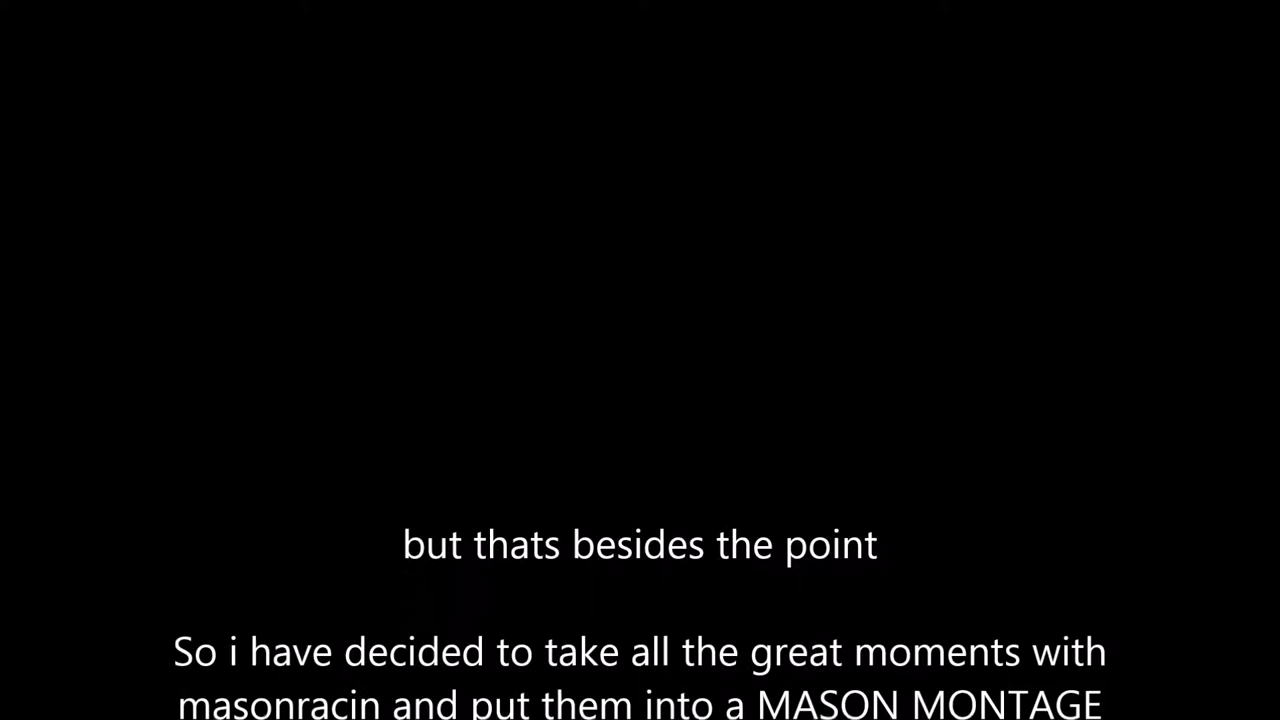 but thats besides the point
So i have decided to take all the great moments with
masonracin and put them into a MASON MONTAGE